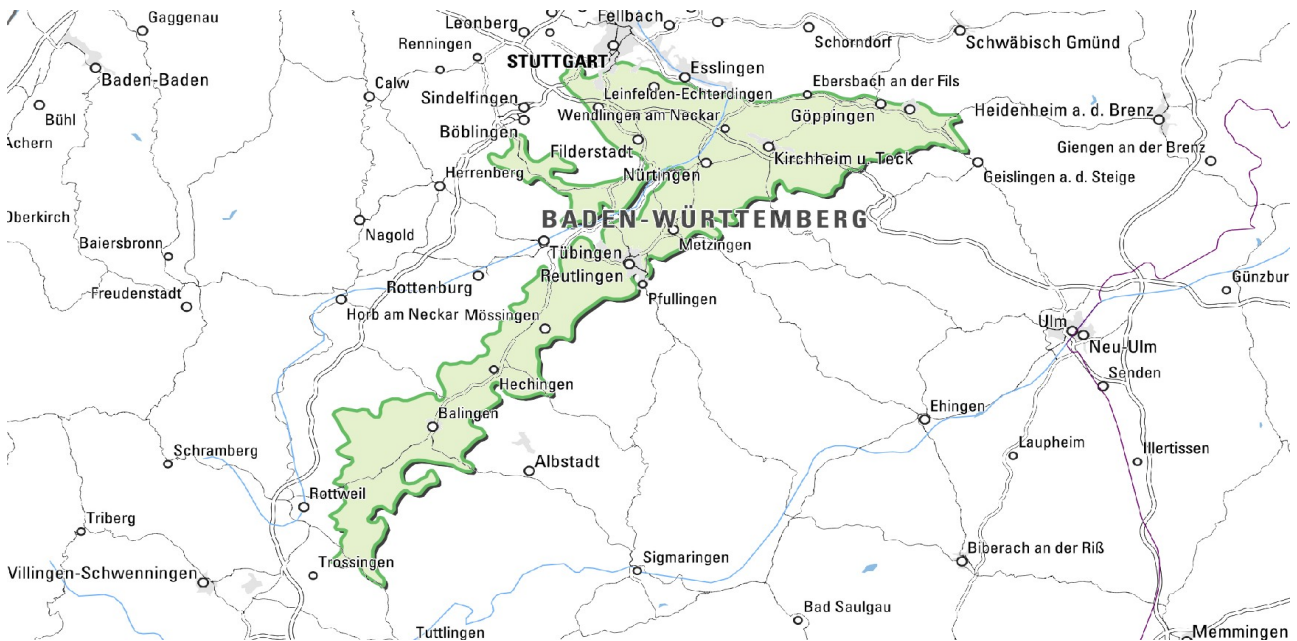 Gaggenau
Leonberg
Fellbach
Schorndorf
Schwäbisch Gmünd
Renningen
STUTTGART
Esslingen
Baden-Baden
Calw
Leinfelden-Echterdingen
Ebersbach an der Fils
Sindelfingen
Bühl
Wendlingen am Neckar
Göppingen
Heidenheim a. d. Brenz
Böblingen
Achern
Filderstadt
Kirchheim u. Teck
Giengen an der Brenz
Herrenberg
Nürtingen
Geislingen a. d. Steige
Oberkirch
BADEN-WÜRTTEMBERG
Nagold
Baiersbronn
Metzingen
Tübingen
Reutlingen
Günzbur
Freudenstadt
Rottenburg
Pfullingen
Horb am Neckar
Mössingen
Ulm
Neu-Ulm
Senden
Hechingen
Balingen
Ehingen
Laupheim
Schramberg
Albstadt
Illertissen
Rottweil
Triberg
Trossingen
Sigmaringen
Biberach an der Riß
Villingen-Schwenningen
Bad Saulgau
Tuttlingen
Memmingen